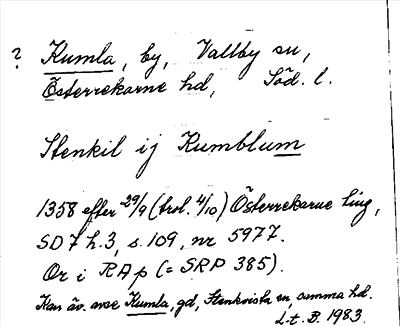 ? Kumla, by, Vallby sn,
Österrekarne hd, Söd. l.
Stenkil ij Kumblum
1358 efter 29/9 (trol. 4/10) Österrekarne ting,
SD 7 h. 3, s. 109, nr 5977.
Or i RAp (= SRP 385).
Kan äv. avse Kumla, gd, Stenkvista sn, samma hd.
L-t. B. 1983.